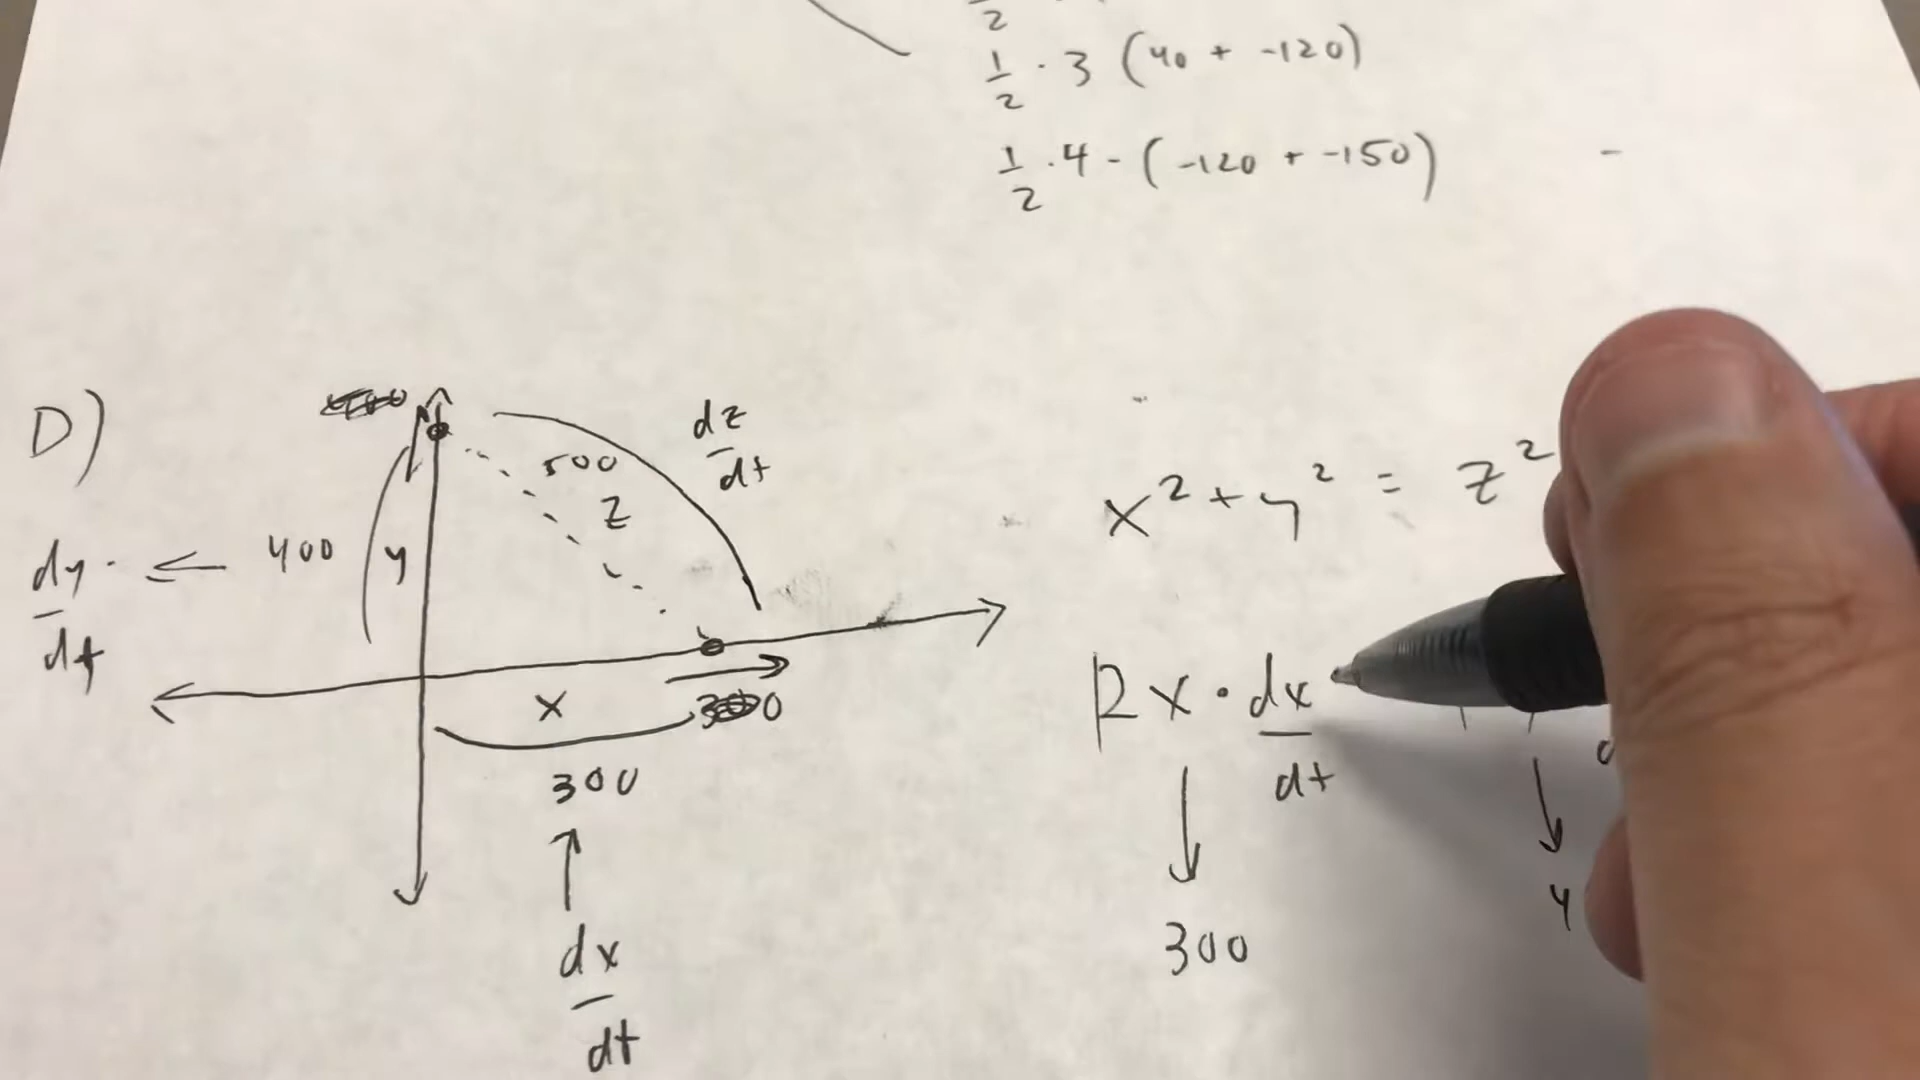 1/2 · 3 (40 + -120)
1/2 · 4 - (-120 + -150)
D)
dz/dt
500
z
x² + y² = z²
dy/dt ← 400
y
2x · dx/dt
x
300
300
dx/dt